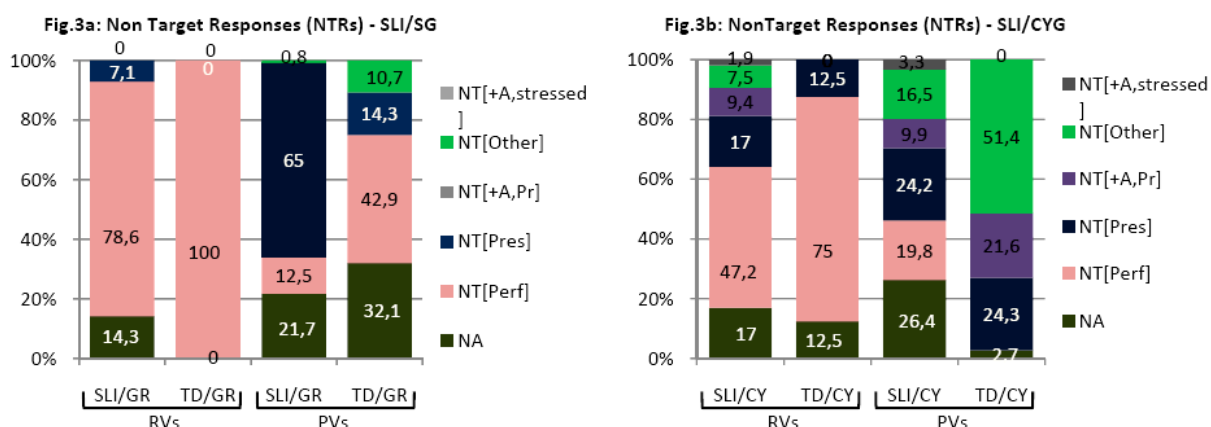 Fig.3a: Non Target Responses (NTRs) - SLI/SG
0 0 0,8
100% 7,1 0 10,7
80% 14,3
60% 78,6 100 65 42,9
40%
20% 12,5
0% 14,3 0 21,7 32,1
SLI/GR TD/GR SLI/GR TD/GR
RVs PVs
NT[+A,stressed
]
NT[Other]
NT[+A,Pr]
NT[Pres]
NT[Perf]
NA
Fig.3b: NonTarget Responses (NTRs) - SLI/CYG
1,9 0 3,3 0
100% 7,5 12,5 16,5
80% 9,4 9,9 51,4
60% 17 75 24,2
40% 47,2 19,8 21,6
20% 24,3
0% 17 12,5 26,4 2,7
SLI/CY TD/CY SLI/CY TD/CY
RVs PVs
NT[+A,stressed
]
NT[Other]
NT[+A,Pr]
NT[Pres]
NT[Perf]
NA